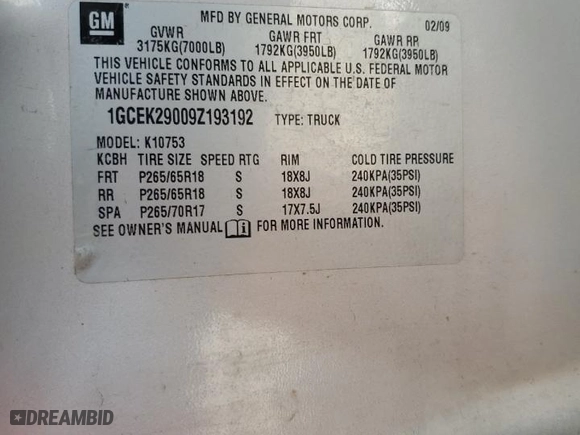 GM MFD BY GENERAL MOTORS CORP. 02/09
GVWR GAWR FRT GAWR RR
3175KG(7000LB) 1792KG(3950LB) 1792KG(3950LB)
THIS VEHICLE CONFORMS TO ALL APPLICABLE U.S. FEDERAL MOTOR
VEHICLE SAFETY STANDARDS IN EFFECT ON THE DATE OF
MANUFACTURE SHOWN ABOVE.
1GCEK29009Z193192 TYPE: TRUCK
MODEL: K10753
KCBH TIRE SIZE SPEED RTG RIM COLD TIRE PRESSURE
FRT P265/65R18 S 18X8J 240KPA(35PSI)
RR P265/65R18 S 18X8J 240KPA(35PSI)
SPA P265/70R17 S 17X7.5J 240KPA(35PSI)
SEE OWNER'S MANUAL FOR MORE INFORMATION.
DREAMBID